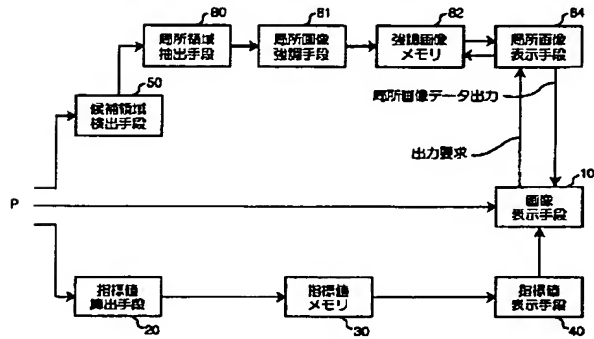 80
局所領域
抽出手段
81
局所画像
強調手段
82
強調画像
メモリ
84
局所画像
表示手段
50
候補領域
検出手段
局所画像データ出力
出力要求
10
画像
表示手段
P
指標値
算出手段
20
指標値
メモリ
30
指標値
表示手段
40